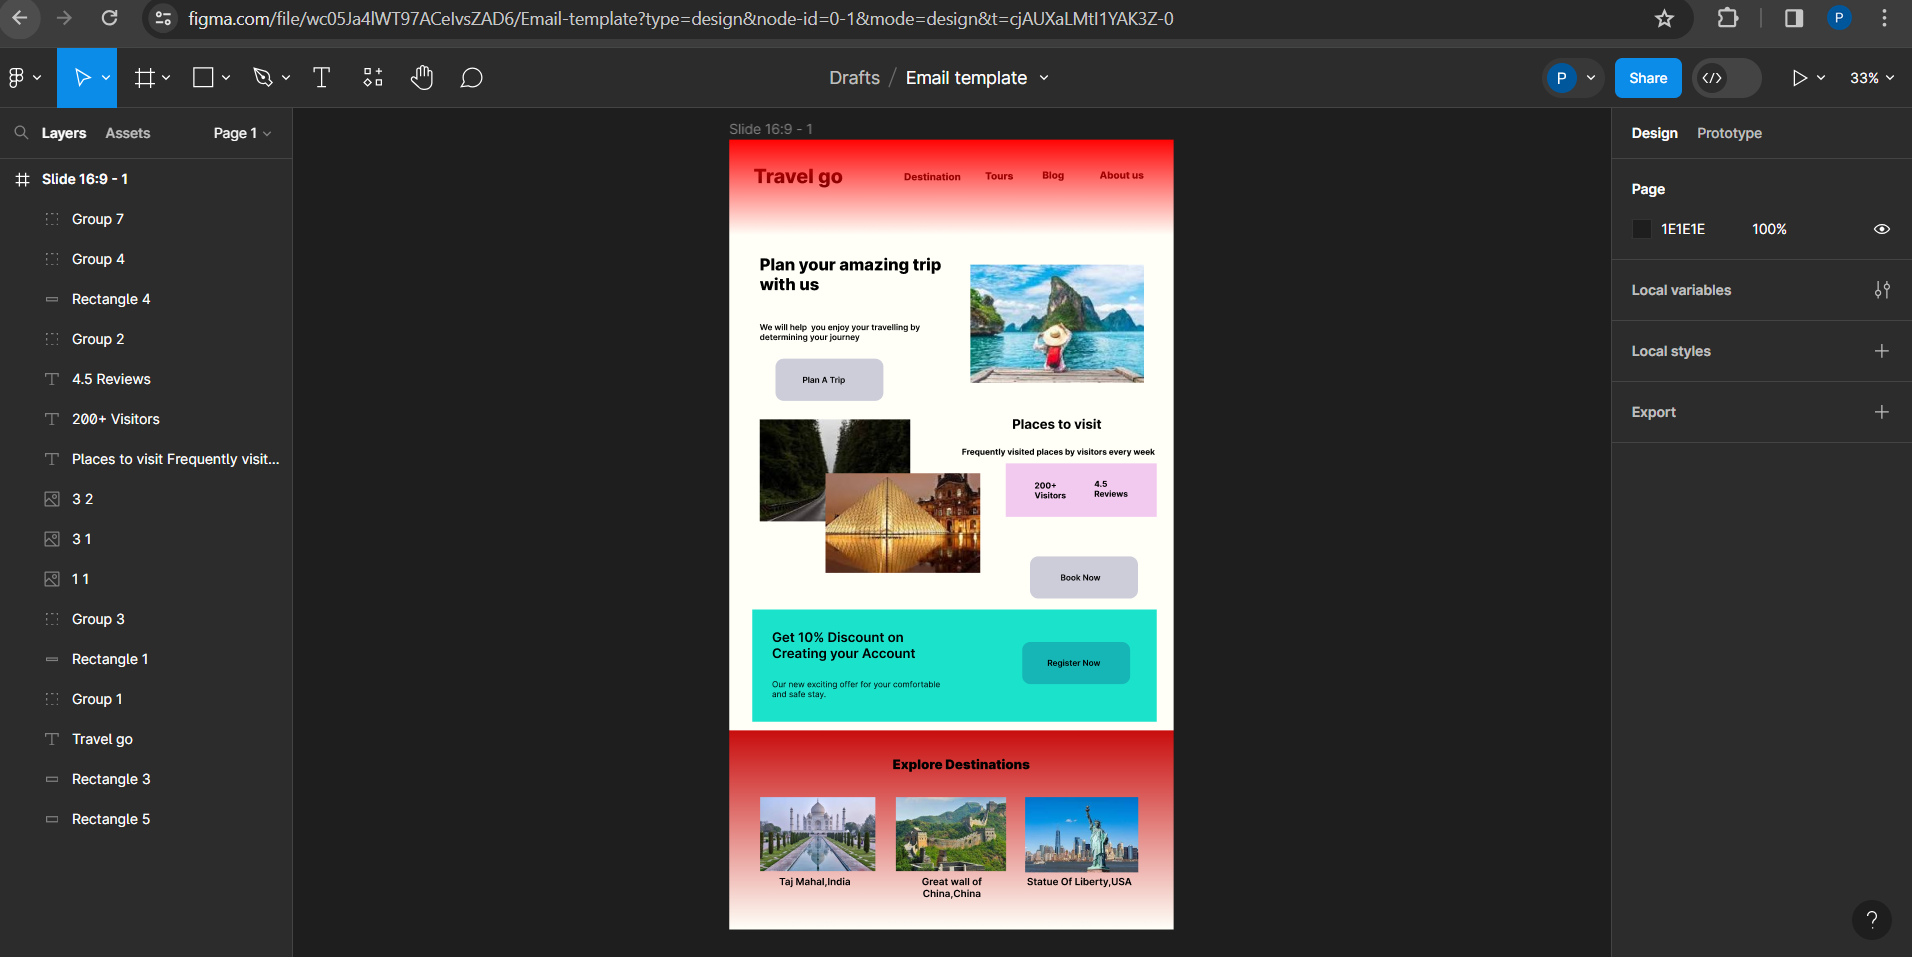 figma.com/file/wc05Ja4lWT97ACelvsZAD6/Email-template?type=design&node-id=0-1&mode=design&t=cjAUXaLMtI1YAK3Z-0
P
Drafts / Email template
P
Share
33%
Layers Assets Page 1
Slide 16:9 - 1
Group 7
Group 4
Rectangle 4
Group 2
4.5 Reviews
200+ Visitors
Places to visit Frequently visit...
3 2
3 1
1 1
Group 3
Rectangle 1
Group 1
Travel go
Rectangle 3
Rectangle 5
Slide 16:9 - 1
Travel go Destination Tours Blog About us
Plan your amazing trip
with us
We will help you enjoy your travelling by
determining your journey
Plan A Trip
Places to visit
Frequently visited places by visitors every week
200+
Visitors
4.5
Reviews
Book Now
Get 10% Discount on
Creating your Account
Our new exciting offer for your comfortable
and safe stay.
Register Now
Explore Destinations
Taj Mahal,India
Great wall of
China,China
Statue Of Liberty,USA
Design Prototype
Page
1E1E1E 100%
Local variables
Local styles
Export
?